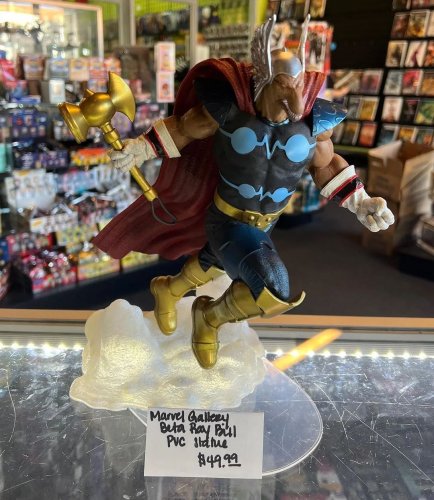 Marvel Gallery
Beta Ray Bill
PVC Statue
$49.99